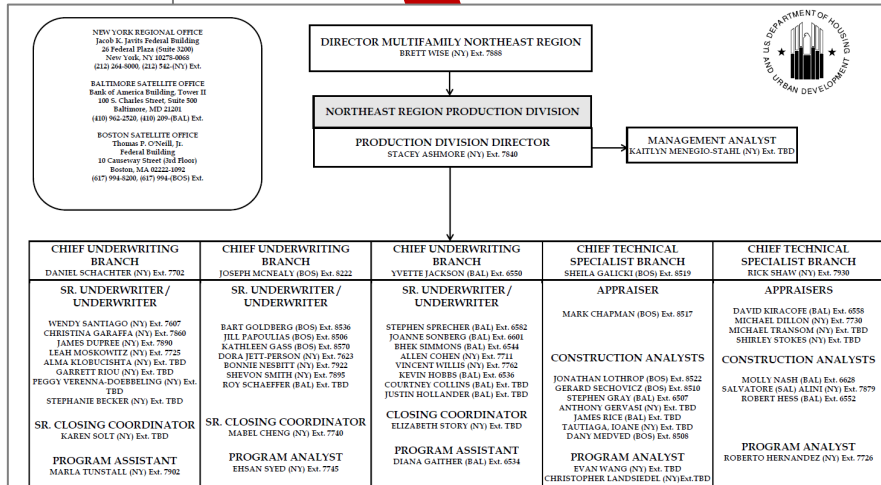 NEW YORK REGIONAL OFFICE
Jacob K. Javits Federal Building
26 Federal Plaza (Suite 3200)
New York, NY 10278-0068
(212) 264-8000, (212) 542-(NY) Ext.
BALTIMORE SATELLITE OFFICE
Bank of America Building, Tower II
100 S. Charles Street, Suite 500
Baltimore, MD 21201
(410) 962-2520, (410) 209-(BAL) Ext.
BOSTON SATELLITE OFFICE
Thomas P. O'Neill, Jr.
Federal Building
10 Causeway Street (3rd Floor)
Boston, MA 02222-1092
(617) 994-8200, (617) 994-(BOS) Ext.
DIRECTOR MULTIFAMILY NORTHEAST REGION
BRETT WISE (NY) Ext. 7888
U.S. DEPARTMENT OF HOUSING
AND URBAN DEVELOPMENT
NORTHEAST REGION PRODUCTION DIVISION
PRODUCTION DIVISION DIRECTOR
STACEY ASHMORE (NY) Ext. 7840
MANAGEMENT ANALYST
KAITLYN MENEGIO-STAHL (NY) Ext. TBD
CHIEF UNDERWRITING
BRANCH
DANIEL SCHACHTER (NY) Ext. 7702
SR. UNDERWRITER /
UNDERWRITER
WENDY SANTIAGO (NY) Ext. 7607
CHRISTINA GARAFFA (NY) Ext. 7860
JAMES DUPREE (NY) Ext. 7890
LEAH MOSKOWITZ (NY) Ext. 7725
ALMA KLOBUCISHTA (NY) Ext. TBD
GARRETT RIOU (NY) Ext. TBD
PEGGY VERENNA-DOEBBELING (NY) Ext.
TBD
STEPHANIE BECKER (NY) Ext. TBD
SR. CLOSING COORDINATOR
KAREN SOLT (NY) Ext. TBD
PROGRAM ASSISTANT
MARLA TUNSTALL (NY) Ext. 7902
CHIEF UNDERWRITING
BRANCH
JOSEPH MCNEALY (BOS) Ext. 8222
SR. UNDERWRITER /
UNDERWRITER
BART GOLDBERG (BOS) Ext. 8536
JILL PAPOULIAS (BOS) Ext. 8506
KATHLEEN GASS (BOS) Ext. 8570
DORA JETT-PERSON (NY) Ext. 7623
BONNIE NESBITT (NY) Ext. 7922
SHEVON SMITH (NY) Ext. 7895
ROY SCHAEFFER (BAL) Ext. TBD
SR. CLOSING COORDINATOR
MABEL CHENG (NY) Ext. 7740
PROGRAM ANALYST
EHSAN SYED (NY) Ext. 7745
CHIEF UNDERWRITING
BRANCH
YVETTE JACKSON (BAL) Ext. 6550
SR. UNDERWRITER /
UNDERWRITER
STEPHEN SPRECHER (BAL) Ext. 6582
JOANNE SONBERG (BAL) Ext. 6601
BHEK SIMMONS (BAL) Ext. 6544
ALLEN COHEN (NY) Ext. 7711
VINCENT WILLIS (NY) Ext. 7762
KEVIN HOBBS (BAL) Ext. 6536
COURTNEY COLLINS (BAL) Ext. TBD
JUSTIN HOLLANDER (BAL) Ext. TBD
CLOSING COORDINATOR
ELIZABETH STORY (NY) Ext. TBD
PROGRAM ASSISTANT
DIANA GAITHER (BAL) Ext. 6534
CHIEF TECHNICAL
SPECIALIST BRANCH
SHEILA GALICKI (BOS) Ext. 8519
APPRAISER
MARK CHAPMAN (BOS) Ext. 8517
CONSTRUCTION ANALYSTS
JONATHAN LOTHROP (BOS) Ext. 8522
GERARD SECHOVICZ (BOS) Ext. 8510
STEPHEN GRAY (BAL) Ext. 6507
ANTHONY GERVASI (NY) Ext. TBD
JAMES RICE (BAL) Ext. TBD
TAUTIAGA, IOANE (NY) Ext. TBD
DANY MEDVED (BOS) Ext. 8508
PROGRAM ANALYST
EVAN WANG (NY) Ext. TBD
CHRISTOPHER LANDSIEDEL (NY)Ext.TBD
CHIEF TECHNICAL
SPECIALIST BRANCH
RICK SHAW (NY) Ext. 7930
APPRAISERS
DAVID KIRACOFE (BAL) Ext. 6558
MICHAEL DILLON (NY) Ext. 7730
MICHAEL TRANSOM (NY) Ext. TBD
SHIRLEY STOKES (NY) Ext. TBD
CONSTRUCTION ANALYSTS
MOLLY NASH (BAL) Ext. 6628
SALVATORE (SAL) ALINI (NY) Ext. 7879
ROBERT HESS (BAL) Ext. 6552
PROGRAM ANALYST
ROBERTO HERNANDEZ (NY) Ext. 7726